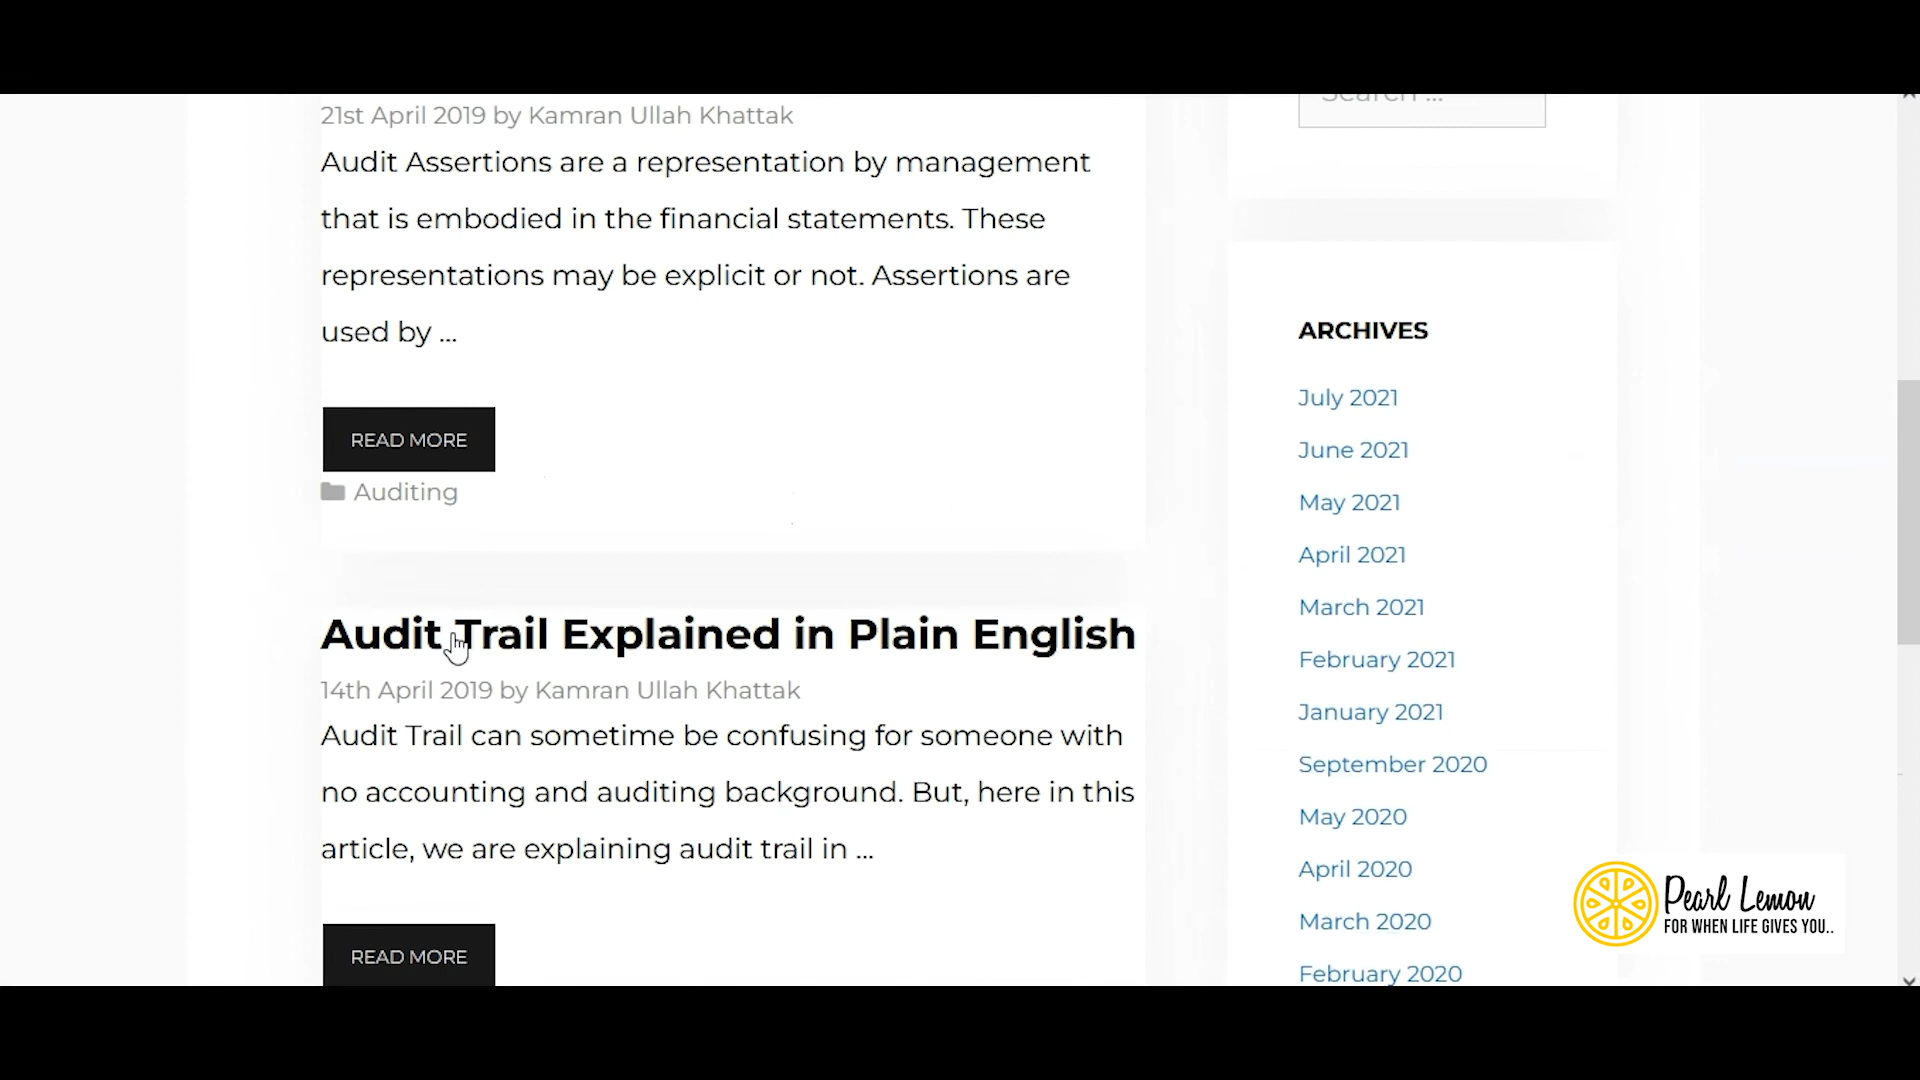 21st April 2019 by Kamran Ullah Khattak
Audit Assertions are a representation by management
that is embodied in the financial statements. These
representations may be explicit or not. Assertions are
used by ...
READ MORE
Auditing
Audit Trail Explained in Plain English
14th April 2019 by Kamran Ullah Khattak
Audit Trail can sometime be confusing for someone with
no accounting and auditing background. But, here in this
article, we are explaining audit trail in ...
READ MORE
Search ...
ARCHIVES
July 2021
June 2021
May 2021
April 2021
March 2021
February 2021
January 2021
September 2020
May 2020
April 2020
March 2020
February 2020
Pearl Lemon
FOR WHEN LIFE GIVES YOU..